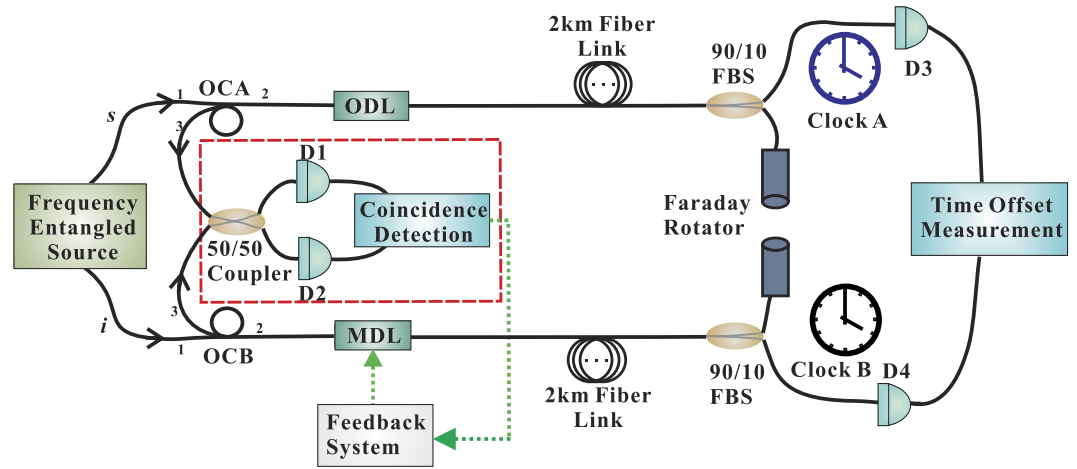 2km Fiber
Link
90/10
FBS
D3
Clock A
OCA
1
2
s
3
ODL
D1
Frequency
Entangled
Source
50/50
Coupler
Coincidence
Detection
D2
Faraday
Rotator
Time Offset
Measurement
i
3
1
2
OCB
MDL
2km Fiber
Link
90/10
FBS
Clock B
D4
Feedback
System